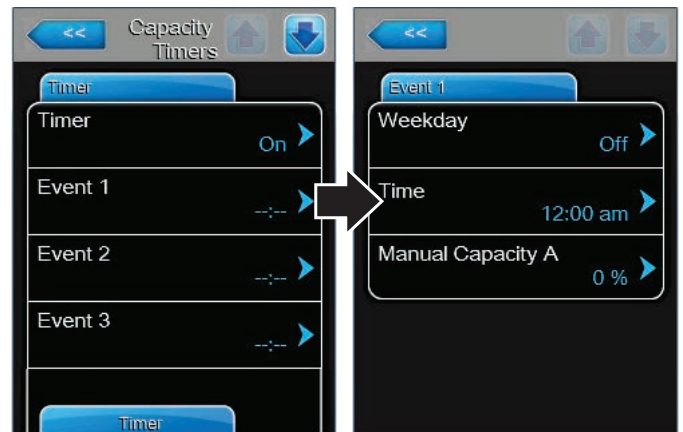 <<
Capacity
Timers
Timer
Timer
On
Event 1
--:--
Event 2
--:--
Event 3
--:--
Timer
<<
Event 1
Weekday
Off
Time
12:00 am
Manual Capacity A
0 %